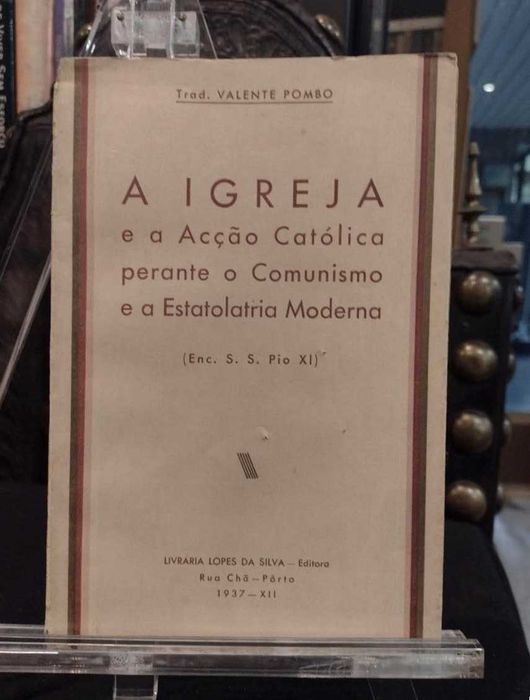 Trad. VALENTE POMBO
A IGREJA
e a Acção Católica
perante o Comunismo
e a Estatolatria Moderna
(Enc. S. S. Pio XI)
LIVRARIA LOPES DA SILVA — Editora
Rua Chã — Pôrto
1937 — XII